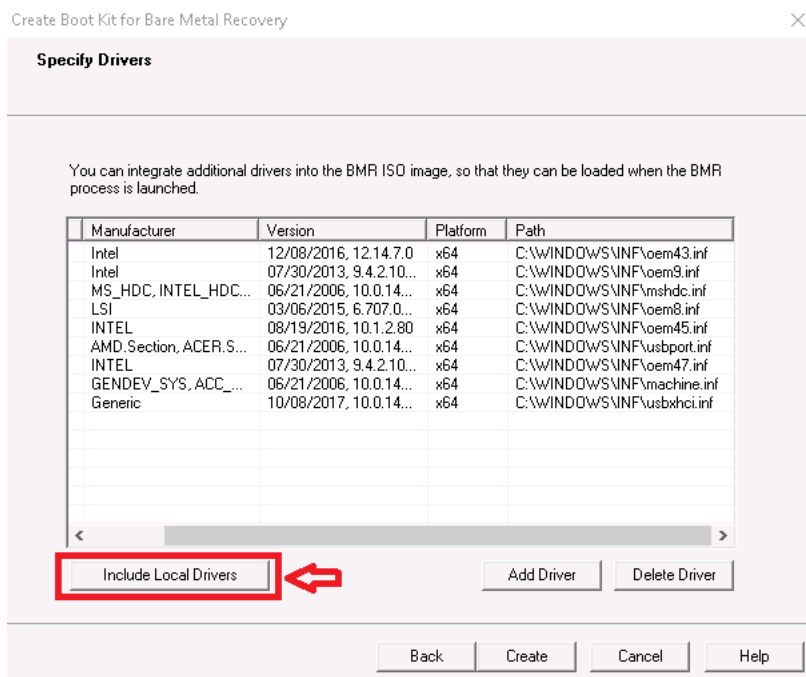 Create Boot Kit for Bare Metal Recovery
Specify Drivers
You can integrate additional drivers into the BMR ISO image, so that they can be loaded when the BMR
process is launched.
Manufacturer Version Platform Path
Intel 12/08/2016, 12.14.7.0 x64 C:\WINDOWS\INF\oem43.inf
Intel 07/30/2013, 9.4.2.10... x64 C:\WINDOWS\INF\oem9.inf
MS_HDC, INTEL_HDC... 06/21/2006, 10.0.14... x64 C:\WINDOWS\INF\mshdc.inf
LSI 03/06/2015, 6.707.0... x64 C:\WINDOWS\INF\oem8.inf
INTEL 08/19/2016, 10.1.2.80 x64 C:\WINDOWS\INF\oem45.inf
AMD.Section, ACER.S... 06/21/2006, 10.0.14... x64 C:\WINDOWS\INF\usbport.inf
INTEL 07/30/2013, 9.4.2.10... x64 C:\WINDOWS\INF\oem47.inf
GENDEV_SYS, ACC_... 06/21/2006, 10.0.14... x64 C:\WINDOWS\INF\machine.inf
Generic 10/08/2017, 10.0.14... x64 C:\WINDOWS\INF\usbxhci.inf
Include Local Drivers Add Driver Delete Driver
Back Create Cancel Help